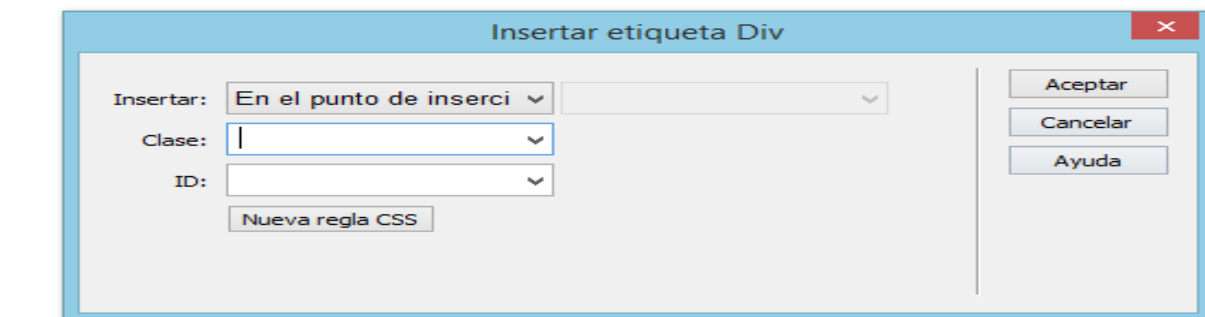 Insertar etiqueta Div
Insertar: En el punto de inserci
Clase:
ID:
Nueva regla CSS
Aceptar
Cancelar
Ayuda